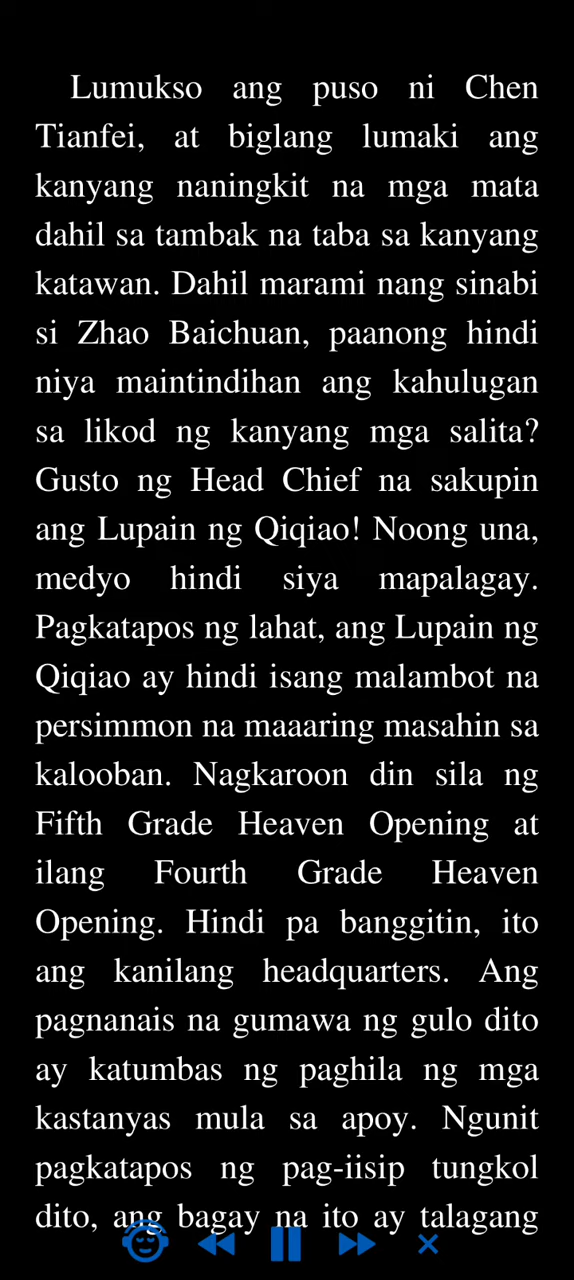 Lumukso ang puso ni Chen
Tianfei, at biglang lumaki ang
kanyang naningkit na mga mata
dahil sa tambak na taba sa kanyang
katawan. Dahil marami nang sinabi
si Zhao Baichuan, paanong hindi
niya maintindihan ang kahulugan
sa likod ng kanyang mga salita?
Gusto ng Head Chief na sakupin
ang Lupain ng Qiqiao! Noong una,
medyo hindi siya mapalagay.
Pagkatapos ng lahat, ang Lupain ng
Qiqiao ay hindi isang malambot na
persimmon na maaaring masahin sa
kalooban. Nagkaroon din sila ng
Fifth Grade Heaven Opening at
ilang Fourth Grade Heaven
Opening. Hindi pa banggitin, ito
ang kanilang headquarters. Ang
pagnanais na gumawa ng gulo dito
ay katumbas ng paghila ng mga
kastanyas mula sa apoy. Ngunit
pagkatapos ng pag-iisip tungkol
dito, ang bagay na ito ay talagang